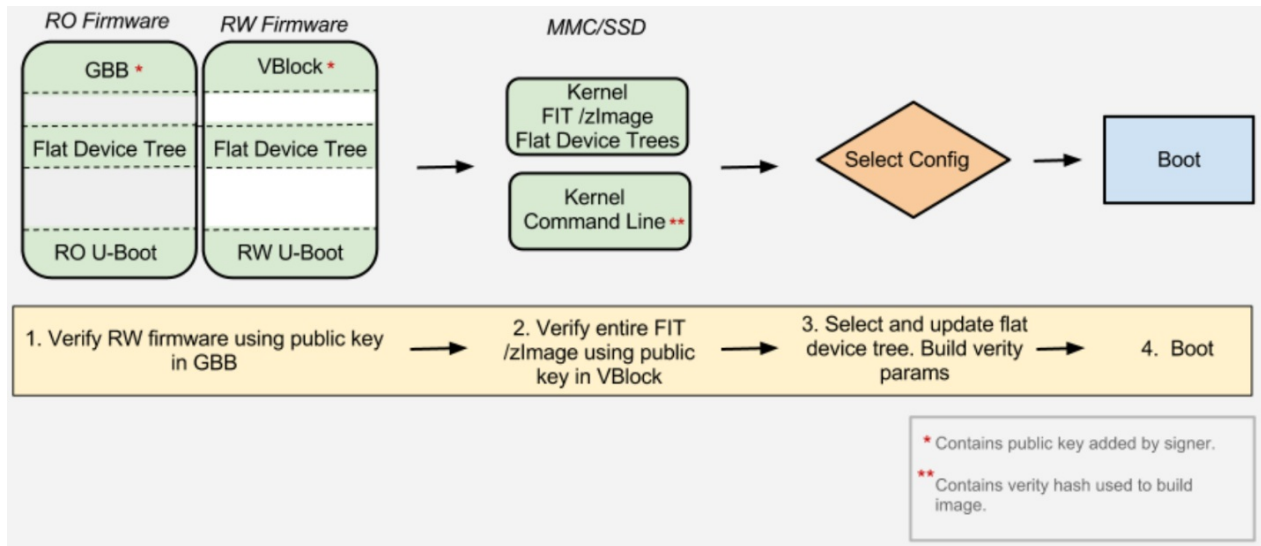 RO Firmware
RW Firmware
MMC/SSD
GBB *
Flat Device Tree
RO U-Boot
VBlock *
Flat Device Tree
RW U-Boot
Kernel
FIT /zImage
Flat Device Trees
Kernel
Command Line **
Select Config
Boot
1. Verify RW firmware using public key
in GBB
2. Verify entire FIT
/zImage using public
key in VBlock
3. Select and update flat
device tree. Build verity
params
4. Boot
* Contains public key added by signer.
** Contains verity hash used to build
image.